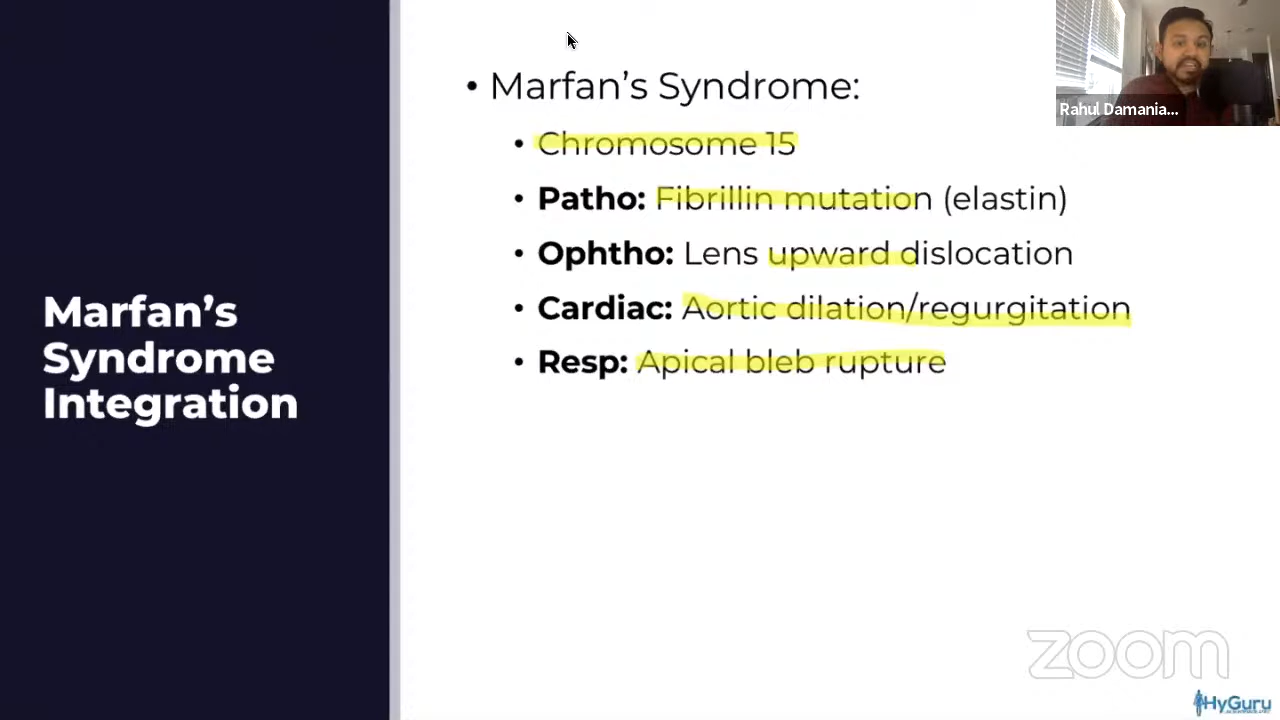 Marfan's
Syndrome
Integration
• Marfan's Syndrome:
• Chromosome 15
• Patho: Fibrillin mutation (elastin)
• Ophtho: Lens upward dislocation
• Cardiac: Aortic dilation/regurgitation
• Resp: Apical bleb rupture
Rahul Damania...
zoom
HyGuru